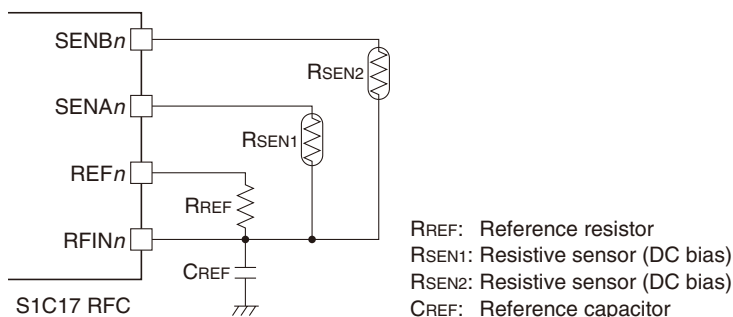 SENBn
RSEN2
SENAn
RSEN1
REFn
RREF
RFINn
CREF
S1C17 RFC
RREF: Reference resistor
RSEN1: Resistive sensor (DC bias)
RSEN2: Resistive sensor (DC bias)
CREF: Reference capacitor